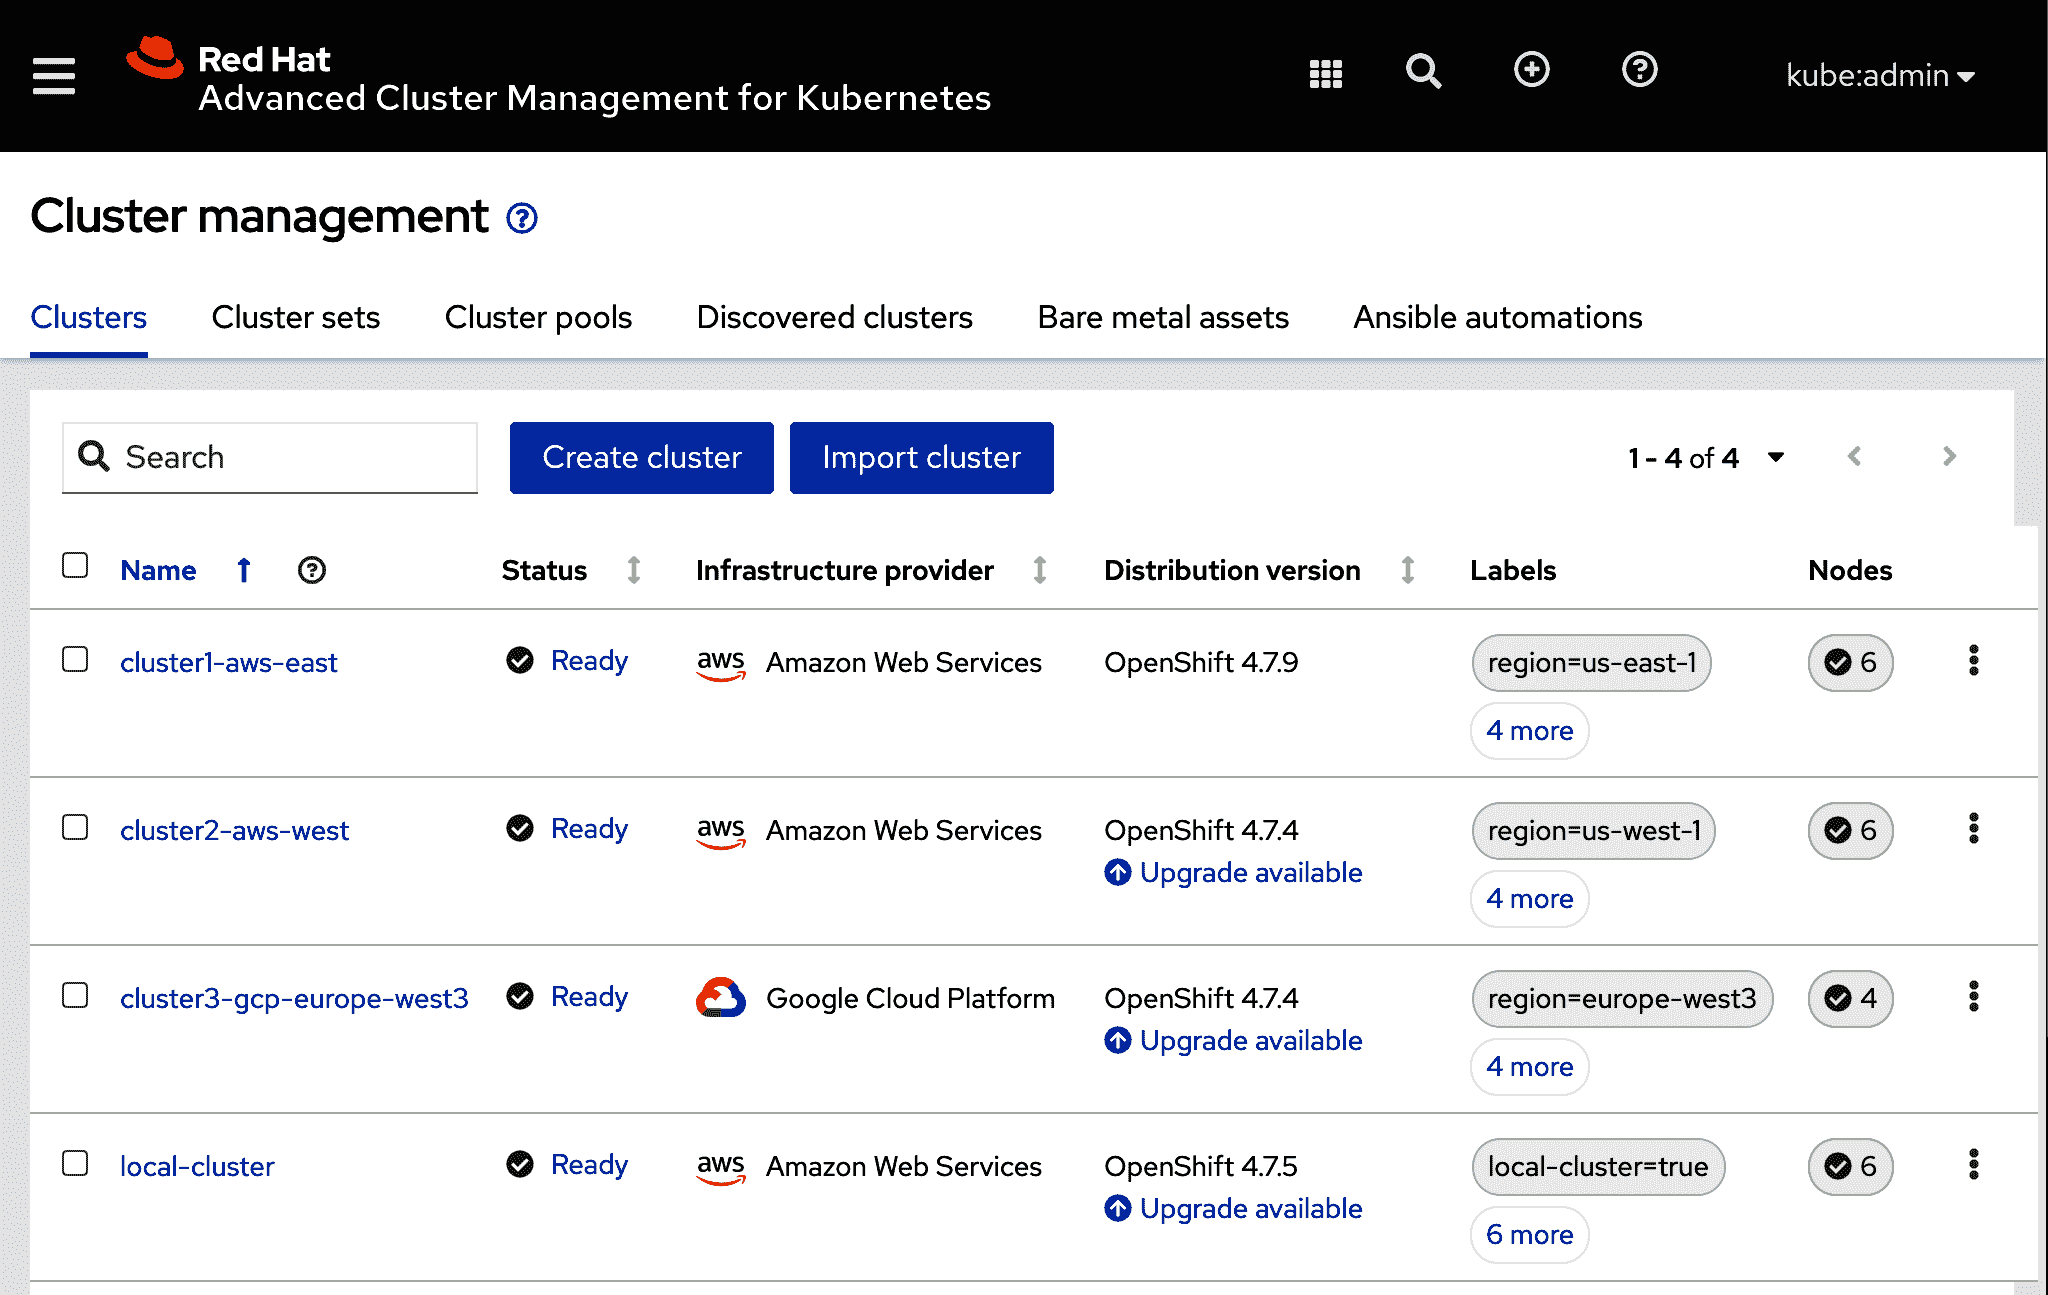 Red Hat
Advanced Cluster Management for Kubernetes
kube:admin
Cluster management
Clusters Cluster sets Cluster pools Discovered clusters Bare metal assets Ansible automations
Search Create cluster Import cluster 1 - 4 of 4
Name Status Infrastructure provider Distribution version Labels Nodes
cluster1-aws-east Ready aws Amazon Web Services OpenShift 4.7.9 region=us-east-1 6
4 more
cluster2-aws-west Ready aws Amazon Web Services OpenShift 4.7.4 region=us-west-1 6
Upgrade available
4 more
cluster3-gcp-europe-west3 Ready Google Cloud Platform OpenShift 4.7.4 region=europe-west3 4
Upgrade available
4 more
local-cluster Ready aws Amazon Web Services OpenShift 4.7.5 local-cluster=true 6
Upgrade available
6 more